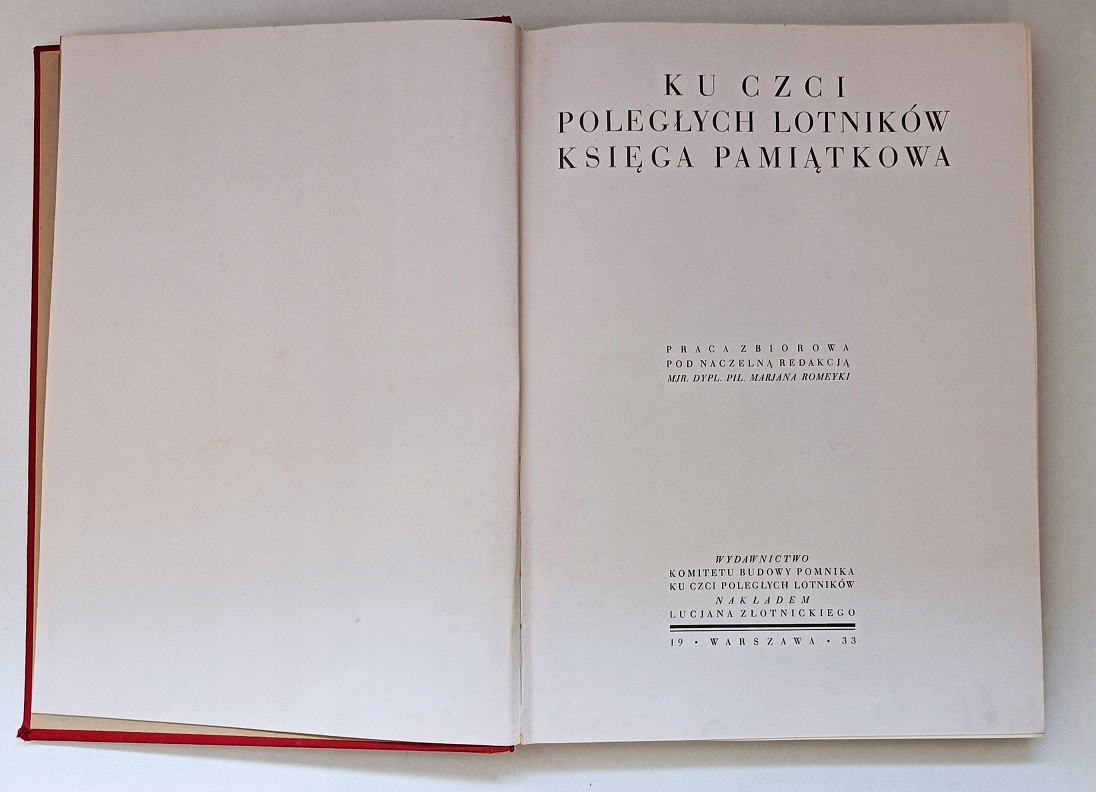 KU CZCI
POLEGŁYCH LOTNIKÓW
KSIĘGA PAMIĄTKOWA
PRACA ZBIOROWA
POD NACZELNĄ REDAKCJĄ
MJR. DYPL. PIL. MARJANA ROMEYKI
WYDAWNICTWO
KOMITETU BUDOWY POMNIKA
KU CZCI POLEGŁYCH LOTNIKÓW
NAKŁADEM
LUCJANA ZŁOTNICKIEGO
19 • WARSZAWA • 33